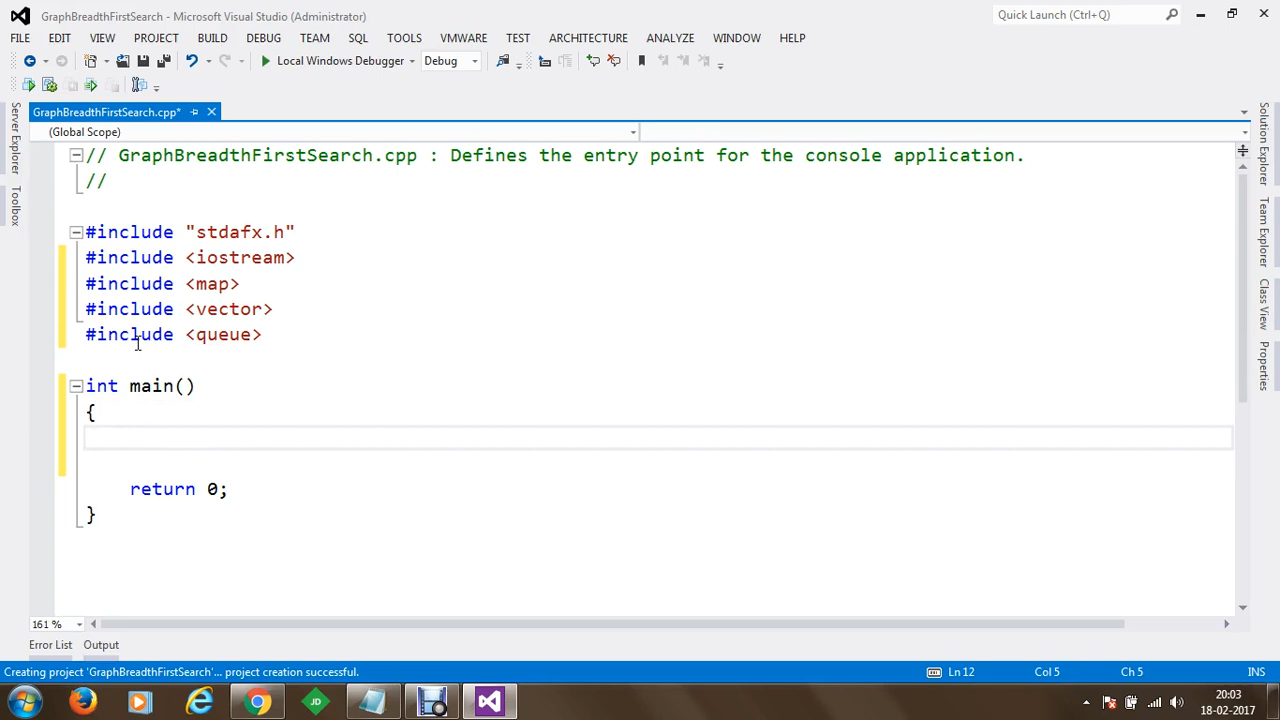 GraphBreadthFirstSearch - Microsoft Visual Studio (Administrator)
Quick Launch (Ctrl+Q)
FILE EDIT VIEW PROJECT BUILD DEBUG TEAM SQL TOOLS VMWARE TEST ARCHITECTURE ANALYZE WINDOW HELP
Local Windows Debugger Debug
GraphBreadthFirstSearch.cpp*
(Global Scope)
// GraphBreadthFirstSearch.cpp : Defines the entry point for the console application.
//
#include "stdafx.h"
#include <iostream>
#include <map>
#include <vector>
#include <queue>
int main()
{
return 0;
}
Server Explorer
Toolbox
Solution Explorer
Team Explorer
Class View
Properties
161 %
Error List Output
Creating project 'GraphBreadthFirstSearch'... project creation successful.
Ln 12 Col 5 Ch 5 INS
JD
20:03
18-02-2017